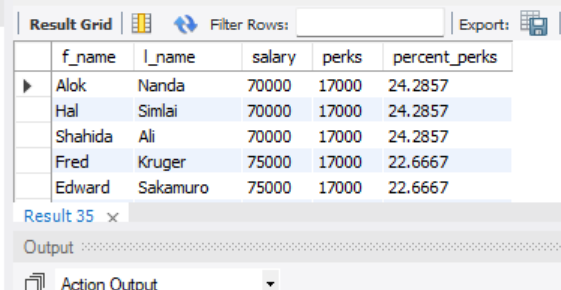 Result Grid Filter Rows: Export:
f_name l_name salary perks percent_perks
Alok Nanda 70000 17000 24.2857
Hal Simlai 70000 17000 24.2857
Shahida Ali 70000 17000 24.2857
Fred Kruger 75000 17000 22.6667
Edward Sakamuro 75000 17000 22.6667
Result 35
Output
Action Output